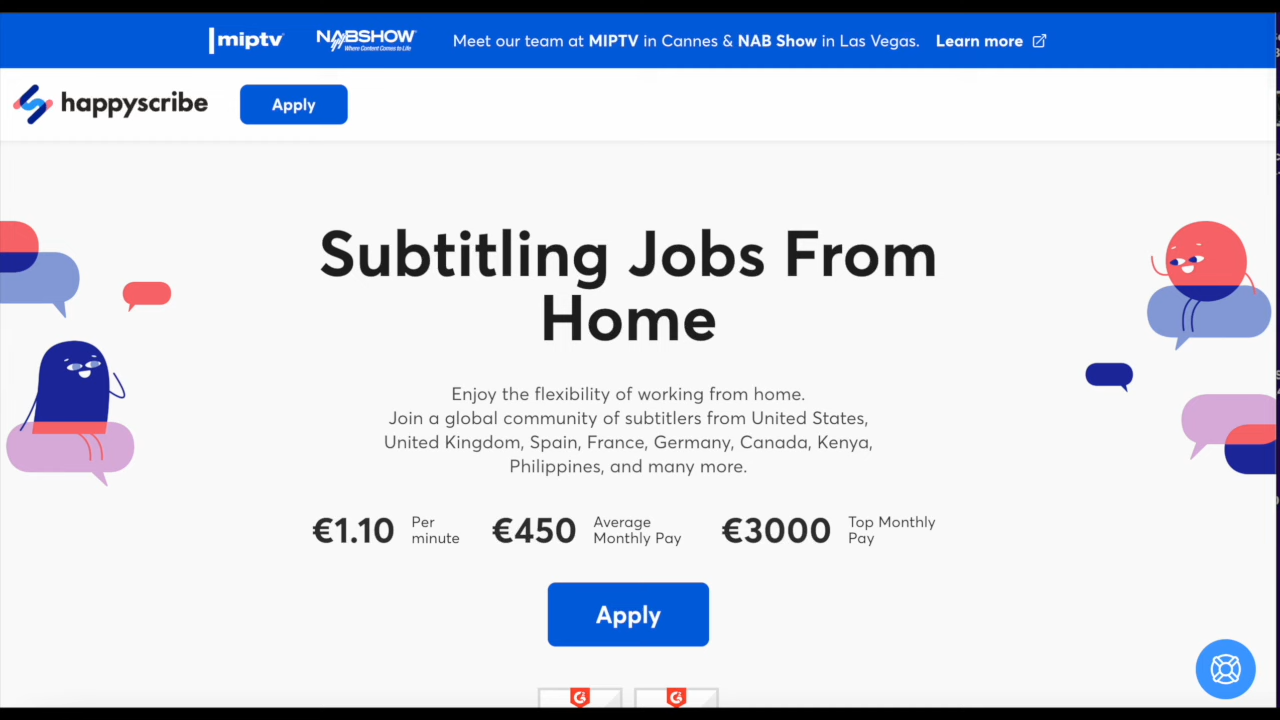 miptv
NABSHOW
Where Content Comes to Life
Meet our team at MIPTV in Cannes & NAB Show in Las Vegas. Learn more
happyscribe
Apply
Subtitling Jobs From
Home
Enjoy the flexibility of working from home.
Join a global community of subtitlers from United States,
United Kingdom, Spain, France, Germany, Canada, Kenya,
Philippines, and many more.
€1.10 Per minute
€450 Average Monthly Pay
€3000 Top Monthly Pay
Apply